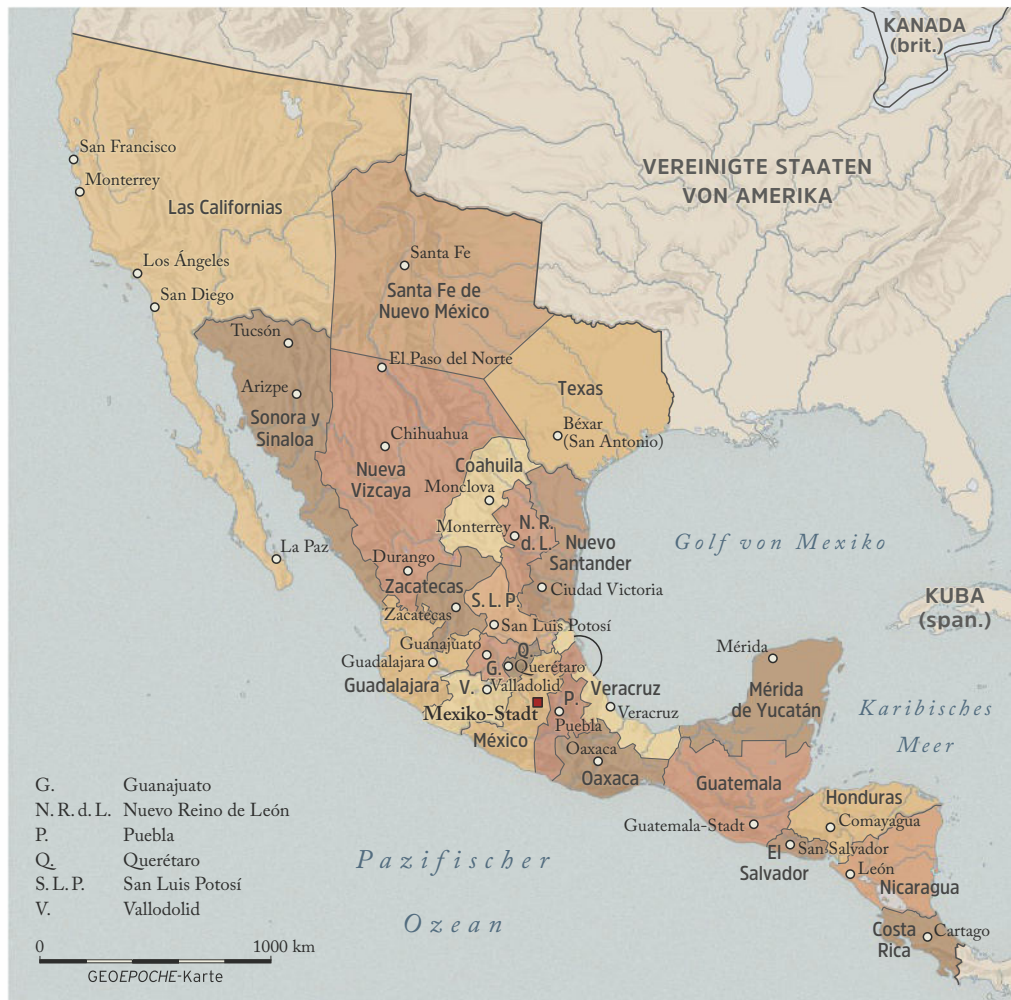 KANADA
(brit.)
VEREINIGTE STAATEN
VON AMERIKA
San Francisco
Monterrey
Las Californias
Los Ángeles
San Diego
Santa Fe
Santa Fe de
Nuevo México
Tucsón
El Paso del Norte
Arizpe
Sonora y
Sinaloa
Texas
Béxar
(San Antonio)
Chihuahua
Nueva
Vizcaya
Coahuila
Monclova
Monterrey
N. R.
d. L.
Nuevo
Santander
Golf von Mexiko
La Paz
Durango
Zacatecas
Zacatecas
S. L. P.
Ciudad Victoria
San Luis Potosí
KUBA
(span.)
Guanajuato
Q.
Guadalajara
G.
Querétaro
Guadalajara
V.
Valladolid
Mérida
Mérida
de Yucatán
Veracruz
Veracruz
P.
Puebla
Mexiko-Stadt
México
Oaxaca
Oaxaca
Karibisches
Meer
Guatemala
Guatemala-Stadt
Honduras
Comayagua
San Salvador
El
Salvador
León
Nicaragua
Costa
Rica
Cartago
Pazifischer
Ozean
G. Guanajuato
N. R. d. L. Nuevo Reino de León
P. Puebla
Q. Querétaro
S. L. P. San Luis Potosí
V. Vallodolid
0 1000 km
GEOEPOCHE-Karte